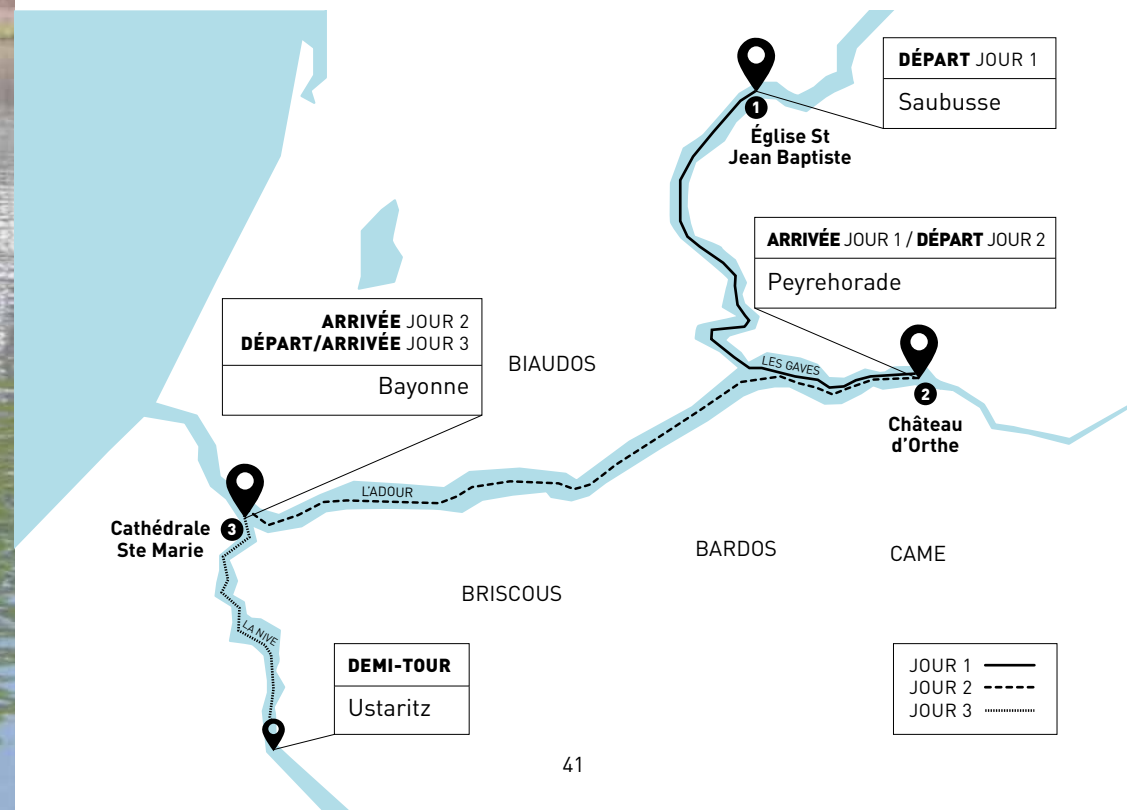 DÉPART JOUR 1
Saubusse
1
Église St
Jean Baptiste
ARRIVÉE JOUR 1 / DÉPART JOUR 2
Peyrehorade
ARRIVÉE JOUR 2
DÉPART/ARRIVÉE JOUR 3
Bayonne
BIAUDOS
LES GAVES
2
Château
d'Orthe
L'ADOUR
Cathédrale
Ste Marie
3
BARDOS
CAME
BRISCOUS
LA NIVE
DEMI-TOUR
Ustaritz
JOUR 1
JOUR 2
JOUR 3
41